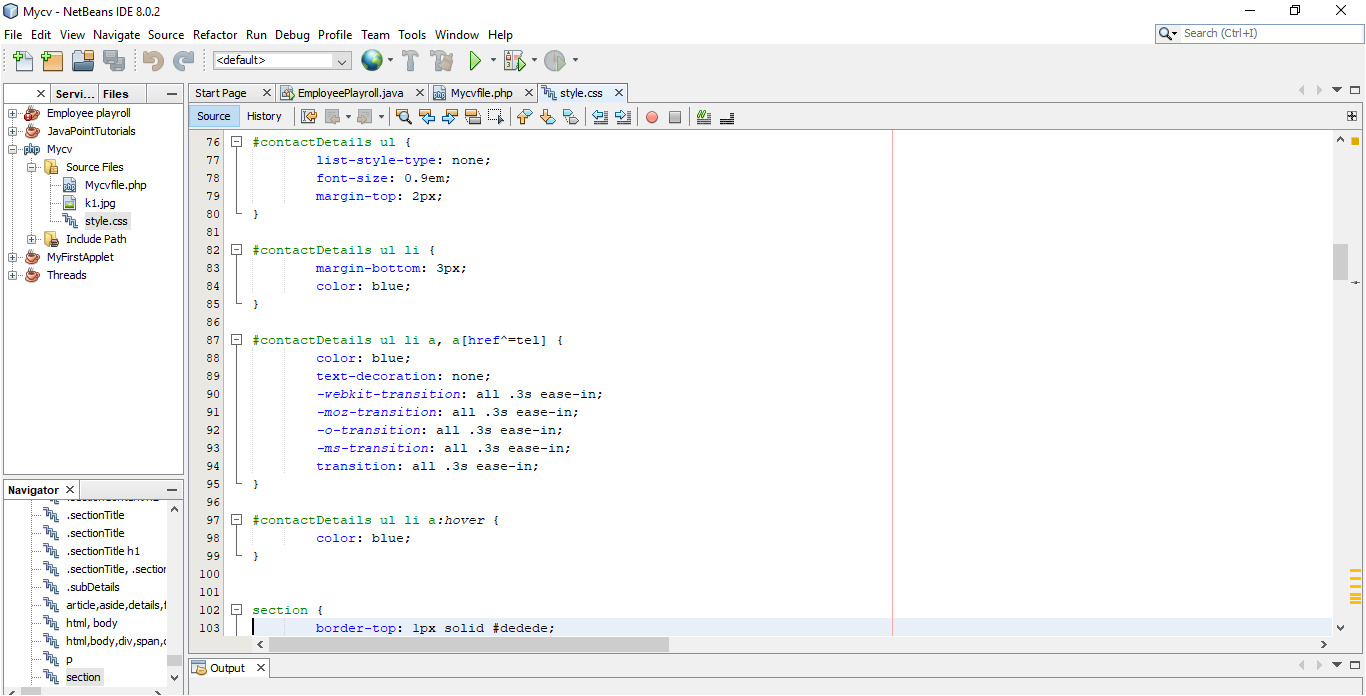 Mycv - NetBeans IDE 8.0.2
File Edit View Navigate Source Refactor Run Debug Profile Team Tools Window Help
Search (Ctrl+I)
<default>
Servi... Files
Employee playroll
JavaPointTutorials
Mycv
Source Files
Mycvfile.php
k1.jpg
style.css
Include Path
MyFirstApplet
Threads
Navigator
.sectionTitle
.sectionTitle
.sectionTitle h1
.sectionTitle, .section
.subDetails
article,aside,details,f
html, body
html,body,div,span,
p
section
Start Page EmployeePlayroll.java Mycvfile.php style.css
Source History
76 #contactDetails ul {
77 list-style-type: none;
78 font-size: 0.9em;
79 margin-top: 2px;
80 }
81
82 #contactDetails ul li {
83 margin-bottom: 3px;
84 color: blue;
85 }
86
87 #contactDetails ul li a, a[href^=tel] {
88 color: blue;
89 text-decoration: none;
90 -webkit-transition: all .3s ease-in;
91 -moz-transition: all .3s ease-in;
92 -o-transition: all .3s ease-in;
93 -ms-transition: all .3s ease-in;
94 transition: all .3s ease-in;
95 }
96
97 #contactDetails ul li a:hover {
98 color: blue;
99 }
100
101
102 section {
103 border-top: 1px solid #dedede;
Output